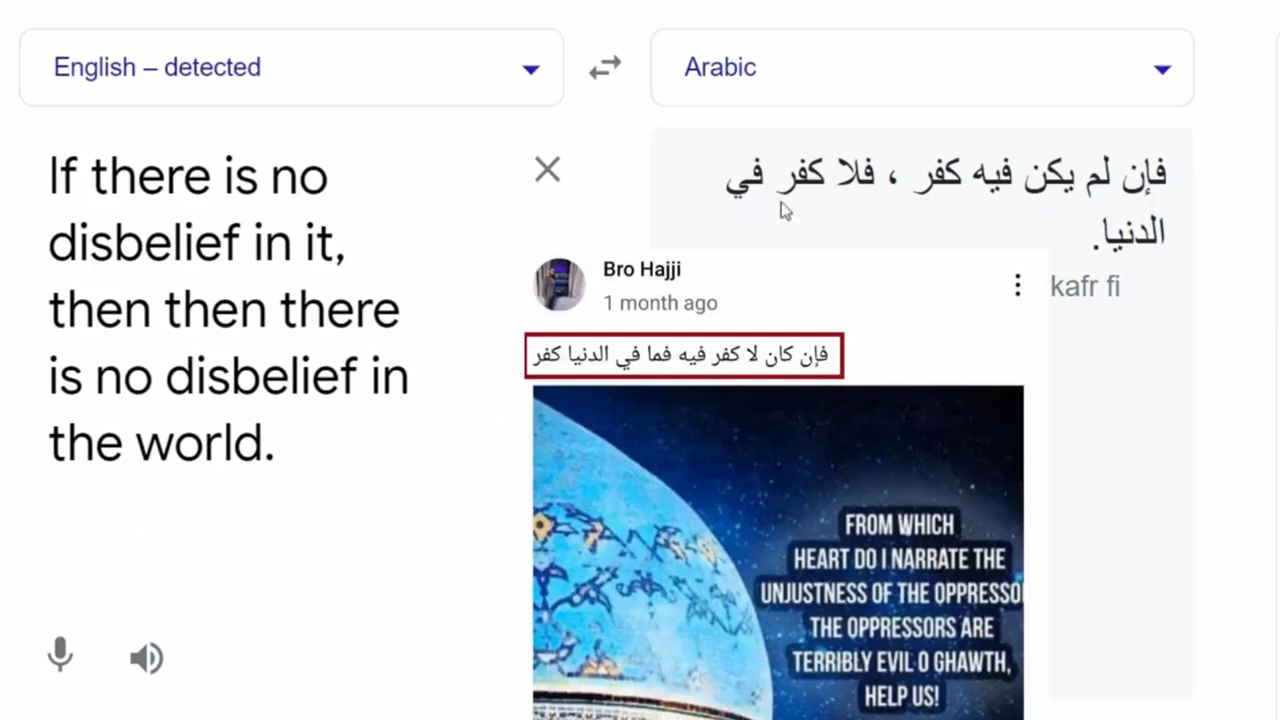 English – detected
Arabic
If there is no
disbelief in it,
then then there
is no disbelief in
the world.
فإن لم يكن فيه كفر ، فلا كفر في
الدنيا.
kafr fi
Bro Hajji
1 month ago
فإن كان لا كفر فيه فما في الدنيا كفر
FROM WHICH
HEART DO I NARRATE THE
UNJUSTNESS OF THE OPPRESSO
THE OPPRESSORS ARE
TERRIBLY EVIL O GHAWTH,
HELP US!